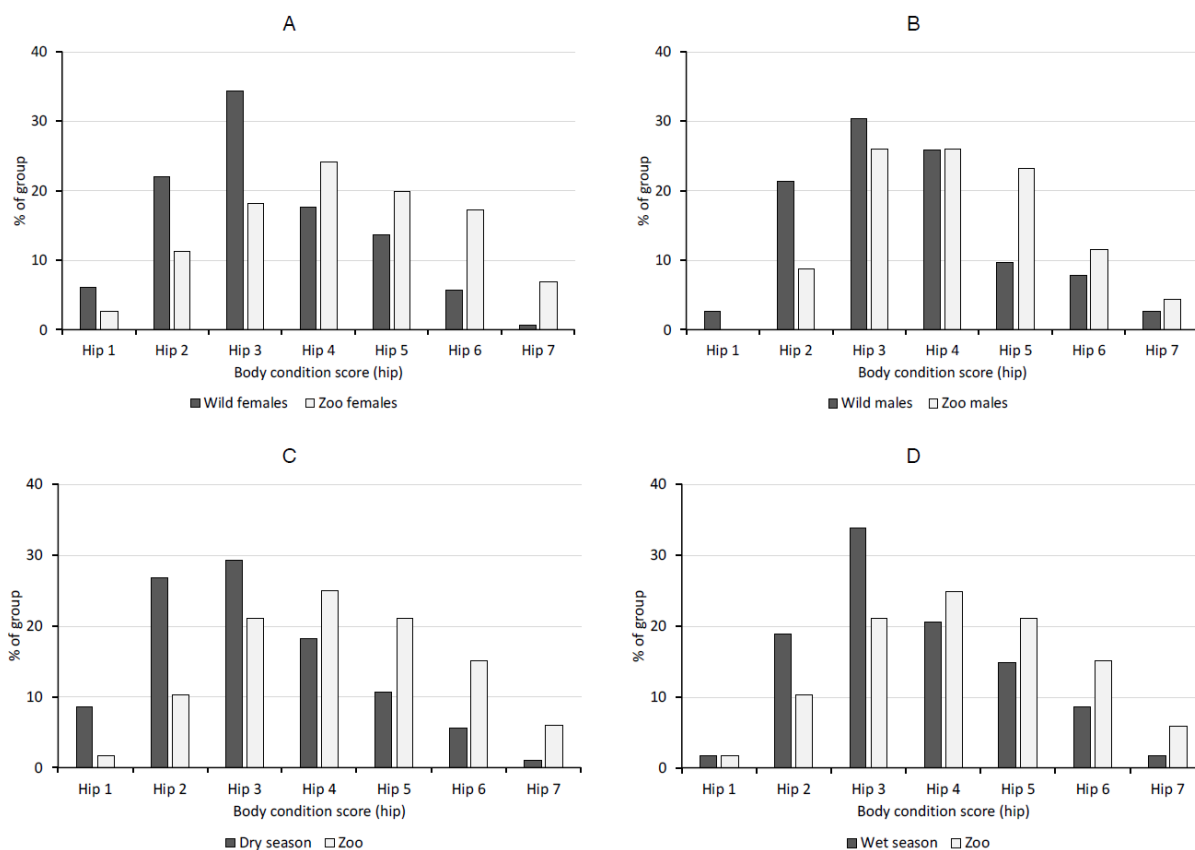 A
% of group
40
30
20
10
0
Hip 1 Hip 2 Hip 3 Hip 4 Hip 5 Hip 6 Hip 7
Body condition score (hip)
Wild females Zoo females
B
% of group
40
30
20
10
0
Hip 1 Hip 2 Hip 3 Hip 4 Hip 5 Hip 6 Hip 7
Body condition score (hip)
Wild males Zoo males
C
% of group
40
30
20
10
0
Hip 1 Hip 2 Hip 3 Hip 4 Hip 5 Hip 6 Hip 7
Body condition score (hip)
Dry season Zoo
D
% of group
40
30
20
10
0
Hip 1 Hip 2 Hip 3 Hip 4 Hip 5 Hip 6 Hip 7
Body condition score (hip)
Wet season Zoo